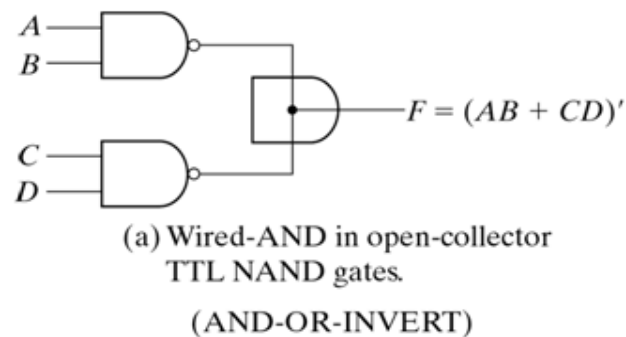 A
B
F = (AB + CD)′
C
D
(a) Wired-AND in open-collector
TTL NAND gates.
(AND-OR-INVERT)